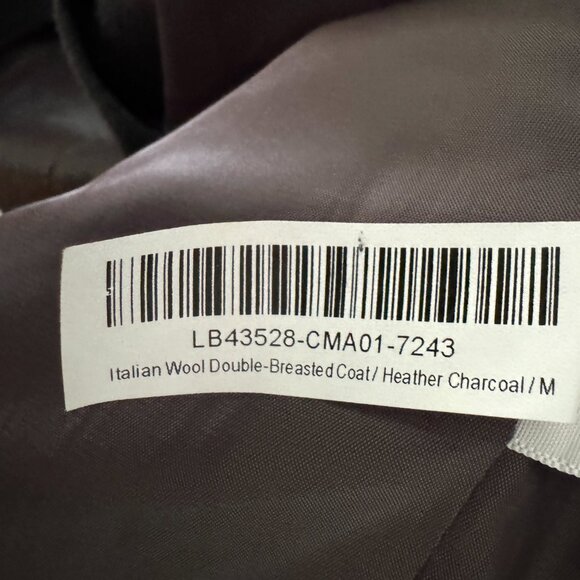 LB43528-CMA01-7243
Italian Wool Double-Breasted Coat / Heather Charcoal / M